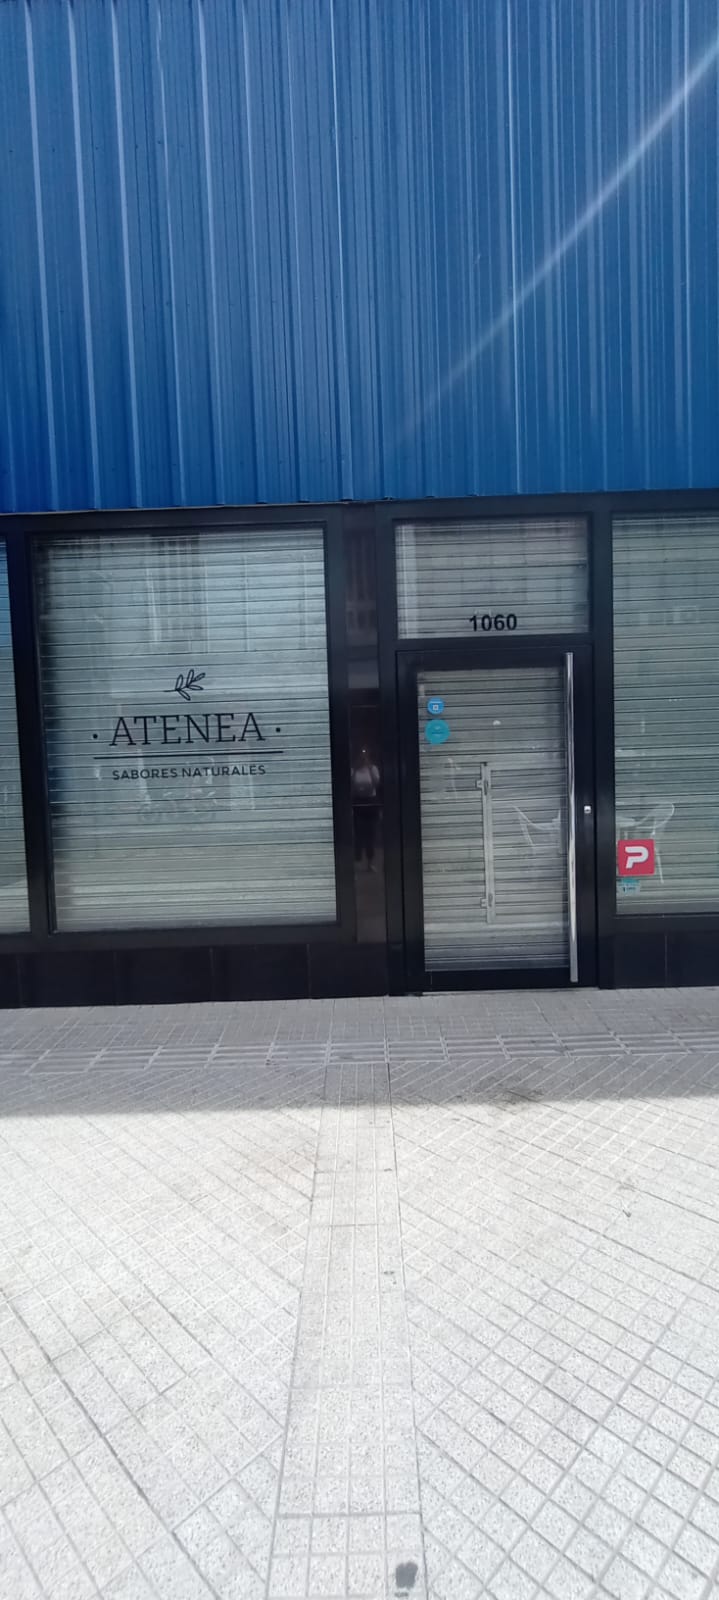 1060
· ATENEA ·
SABORES NATURALES
P